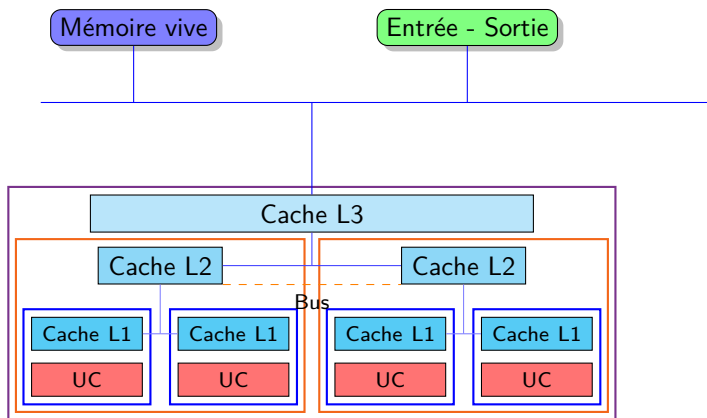 Mémoire vive
Entrée - Sortie
Cache L3
Cache L2
Cache L2
Bus
Cache L1
Cache L1
Cache L1
Cache L1
UC
UC
UC
UC